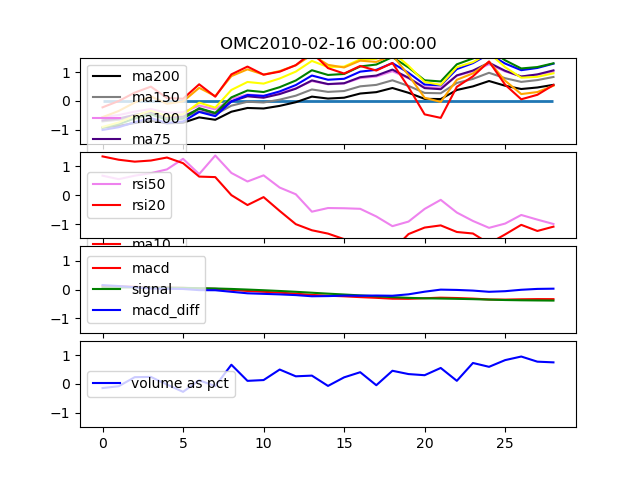 OMC2010-02-16 00:00:00
1
0
−1
ma200
ma150
ma100
ma75
1
0
−1
rsi50
rsi20
ma10
1
0
−1
macd
signal
macd_diff
1
0
−1
volume as pct
0 5 10 15 20 25